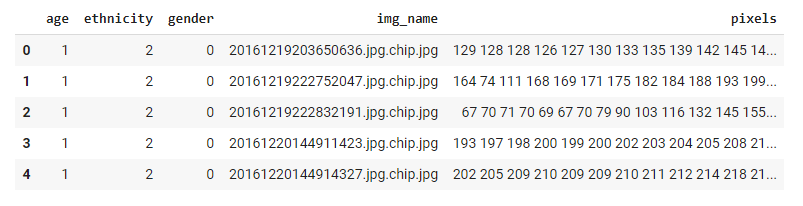 age ethnicity gender img_name pixels
0 1 2 0 20161219203650636.jpg.chip.jpg 129 128 128 126 127 130 133 135 139 142 145 14...
1 1 2 0 20161219222752047.jpg.chip.jpg 164 74 111 168 169 171 175 182 184 188 193 199...
2 1 2 0 20161219222832191.jpg.chip.jpg 67 70 71 70 69 67 70 79 90 103 116 132 145 155...
3 1 2 0 20161220144911423.jpg.chip.jpg 193 197 198 200 199 200 202 203 204 205 208 21...
4 1 2 0 20161220144914327.jpg.chip.jpg 202 205 209 210 209 209 210 211 212 214 218 21...